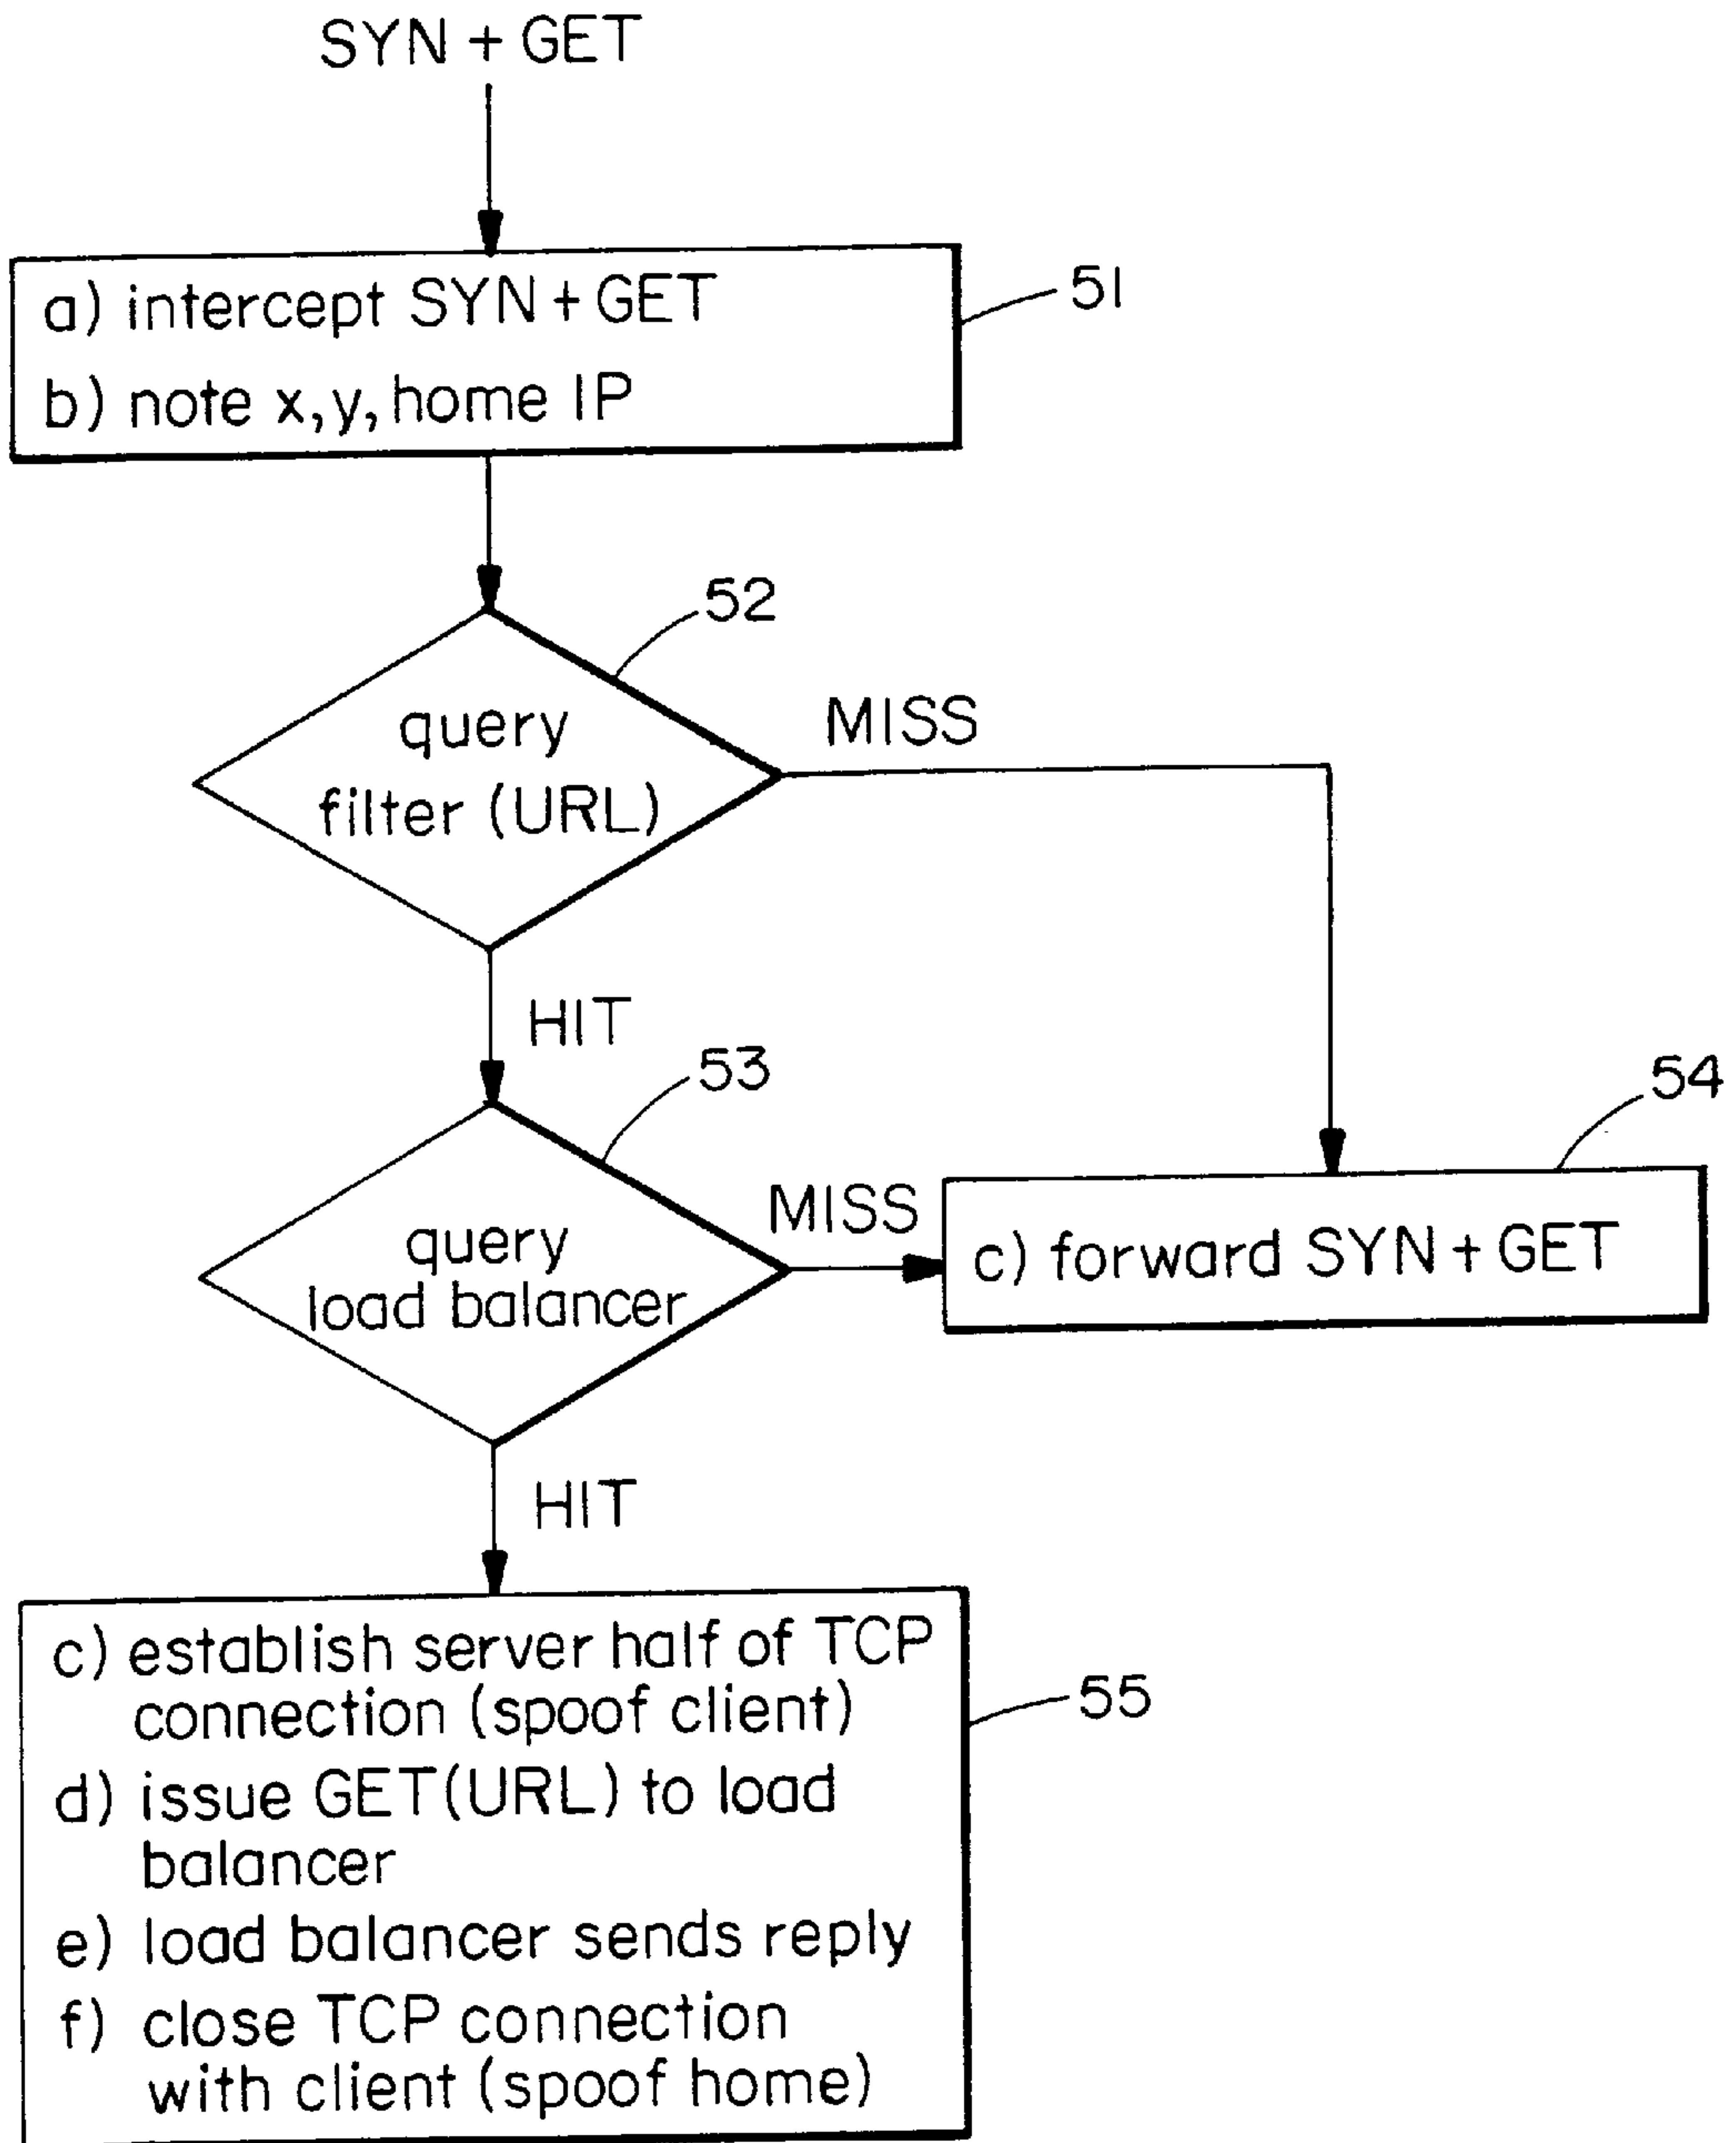 SYN + GET
a) intercept SYN + GET
b) note x, y, home IP
51
52
query
filter (URL)
MISS
HIT
53
query
load balancer
MISS
54
c) forward SYN + GET
HIT
c) establish server half of TCP
connection (spoof client)
d) issue GET(URL) to load
balancer
e) load balancer sends reply
f) close TCP connection
with client (spoof home)
55